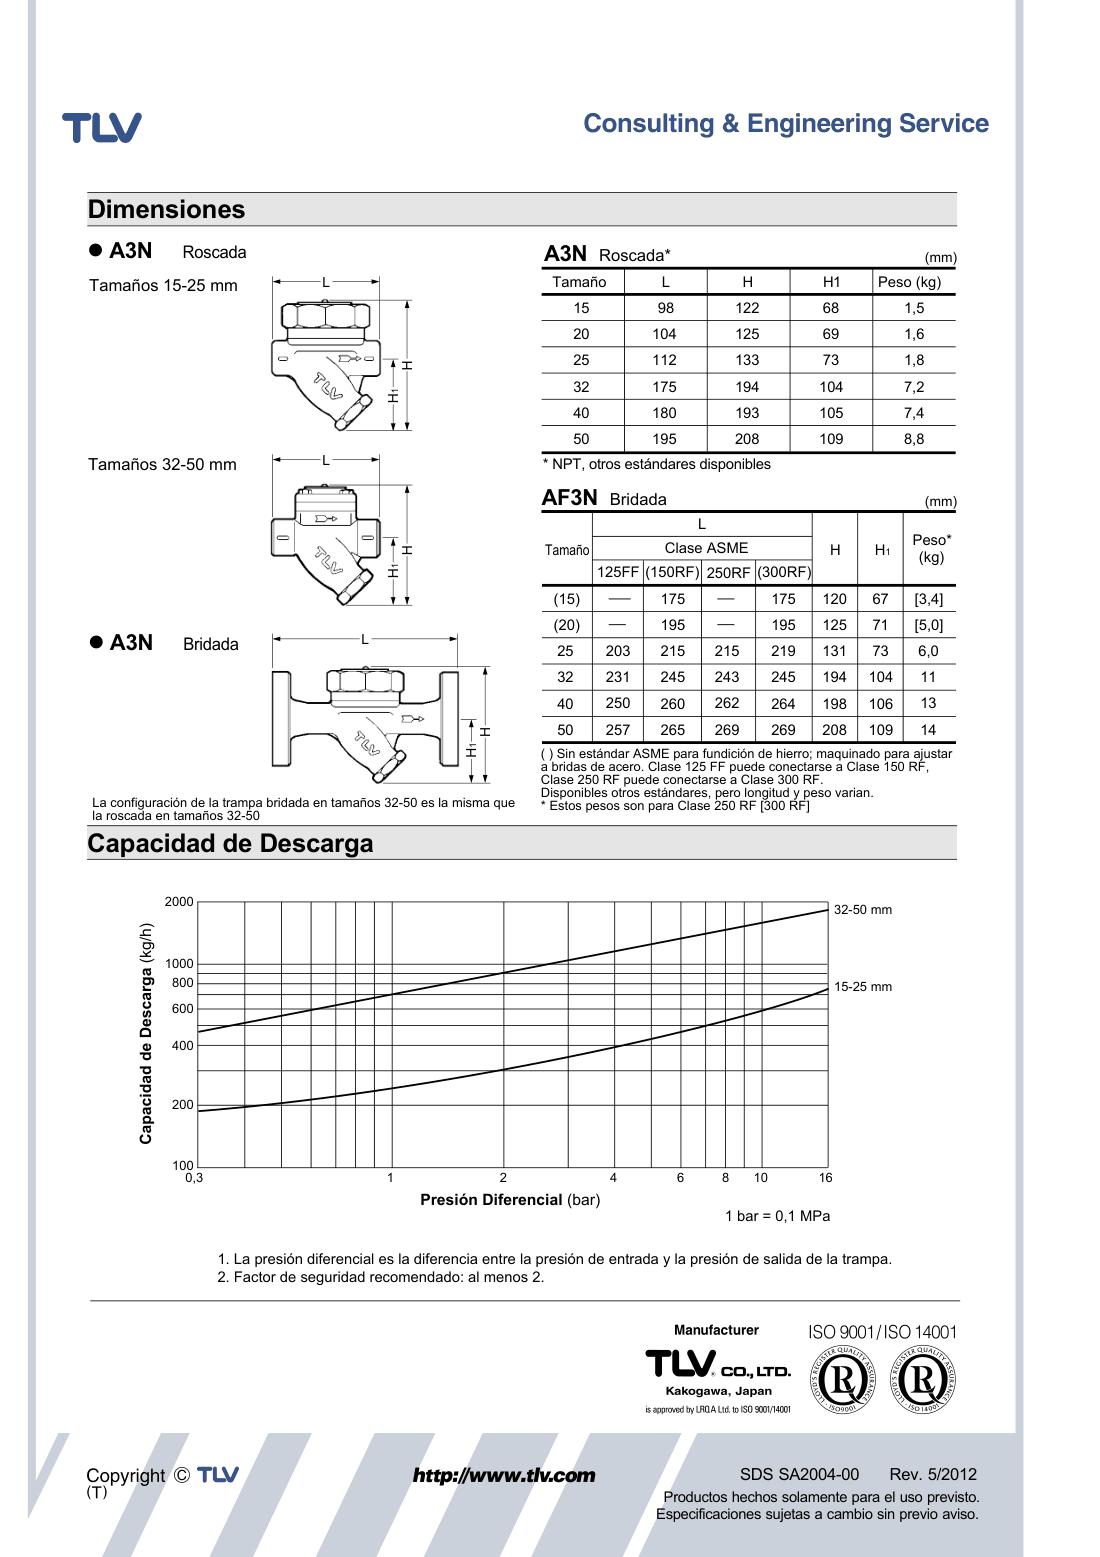 TLV
Consulting & Engineering Service
Dimensiones
● A3N Roscada
Tamaños 15-25 mm
L
H
H1
TLV
Tamaños 32-50 mm
L
H
H1
TLV
● A3N Bridada
L
H
H1
TLV
La configuración de la trampa bridada en tamaños 32-50 es la misma que
la roscada en tamaños 32-50
A3N Roscada* (mm)
Tamaño L H H1 Peso (kg)
15 98 122 68 1,5
20 104 125 69 1,6
25 112 133 73 1,8
32 175 194 104 7,2
40 180 193 105 7,4
50 195 208 109 8,8
* NPT, otros estándares disponibles
AF3N Bridada (mm)
Tamaño L H H1 Peso* (kg)
Clase ASME
125FF (150RF) 250RF (300RF)
(15) — 175 — 175 120 67 [3,4]
(20) — 195 — 195 125 71 [5,0]
25 203 215 215 219 131 73 6,0
32 231 245 243 245 194 104 11
40 250 260 262 264 198 106 13
50 257 265 269 269 208 109 14
( ) Sin estándar ASME para fundición de hierro; maquinado para ajustar
a bridas de acero. Clase 125 FF puede conectarse a Clase 150 RF,
Clase 250 RF puede conectarse a Clase 300 RF.
Disponibles otros estándares, pero longitud y peso varian.
* Estos pesos son para Clase 250 RF [300 RF]
Capacidad de Descarga
Capacidad de Descarga (kg/h)
2000
1000
800
600
400
200
100
32-50 mm
15-25 mm
0,3 1 2 4 6 8 10 16
Presión Diferencial (bar)
1 bar = 0,1 MPa
1. La presión diferencial es la diferencia entre la presión de entrada y la presión de salida de la trampa.
2. Factor de seguridad recomendado: al menos 2.
Manufacturer
TLV® CO., LTD.
Kakogawa, Japan
is approved by LRQA Ltd. to ISO 9001/14001
ISO 9001/ISO 14001
LLOYD'S REGISTER QUALITY ASSURANCE · ISO9001 ·
LLOYD'S REGISTER QUALITY ASSURANCE · ISO 14001 ·
Copyright © TLV
(T)
http://www.tlv.com
SDS SA2004-00 Rev. 5/2012
Productos hechos solamente para el uso previsto.
Especificaciones sujetas a cambio sin previo aviso.